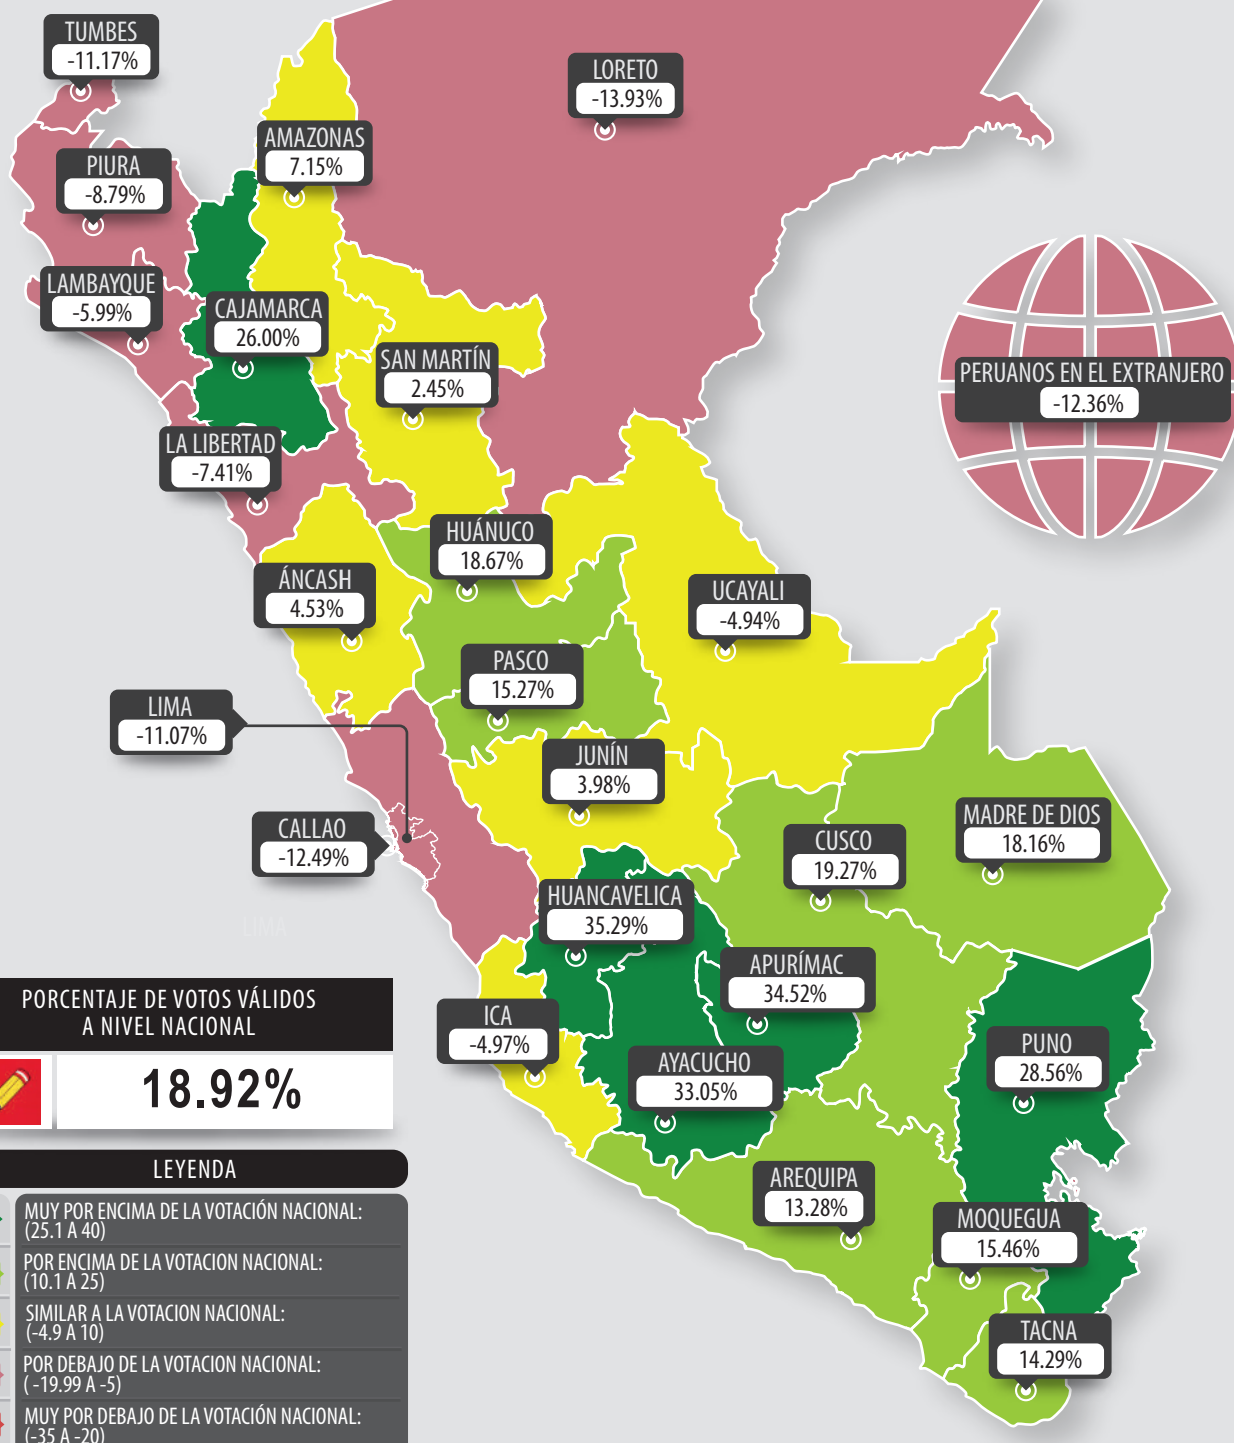 TUMBES
-11.17%
LORETO
-13.93%
AMAZONAS
7.15%
PIURA
-8.79%
LAMBAYQUE
-5.99%
CAJAMARCA
26.00%
SAN MARTÍN
2.45%
PERUANOS EN EL EXTRANJERO
-12.36%
LA LIBERTAD
-7.41%
HUÁNUCO
18.67%
ÁNCASH
4.53%
UCAYALI
-4.94%
PASCO
15.27%
LIMA
-11.07%
JUNÍN
3.98%
CALLAO
-12.49%
CUSCO
19.27%
MADRE DE DIOS
18.16%
HUANCAVELICA
35.29%
LIMA
APURÍMAC
34.52%
ICA
-4.97%
AYACUCHO
33.05%
PUNO
28.56%
AREQUIPA
13.28%
MOQUEGUA
15.46%
TACNA
14.29%
PORCENTAJE DE VOTOS VÁLIDOS
A NIVEL NACIONAL
18.92%
LEYENDA
MUY POR ENCIMA DE LA VOTACIÓN NACIONAL:
(25.1 A 40)
POR ENCIMA DE LA VOTACION NACIONAL:
(10.1 A 25)
SIMILAR A LA VOTACION NACIONAL:
(-4.9 A 10)
POR DEBAJO DE LA VOTACION NACIONAL:
( -19.99 A -5)
MUY POR DEBAJO DE LA VOTACIÓN NACIONAL:
(-35 A -20)